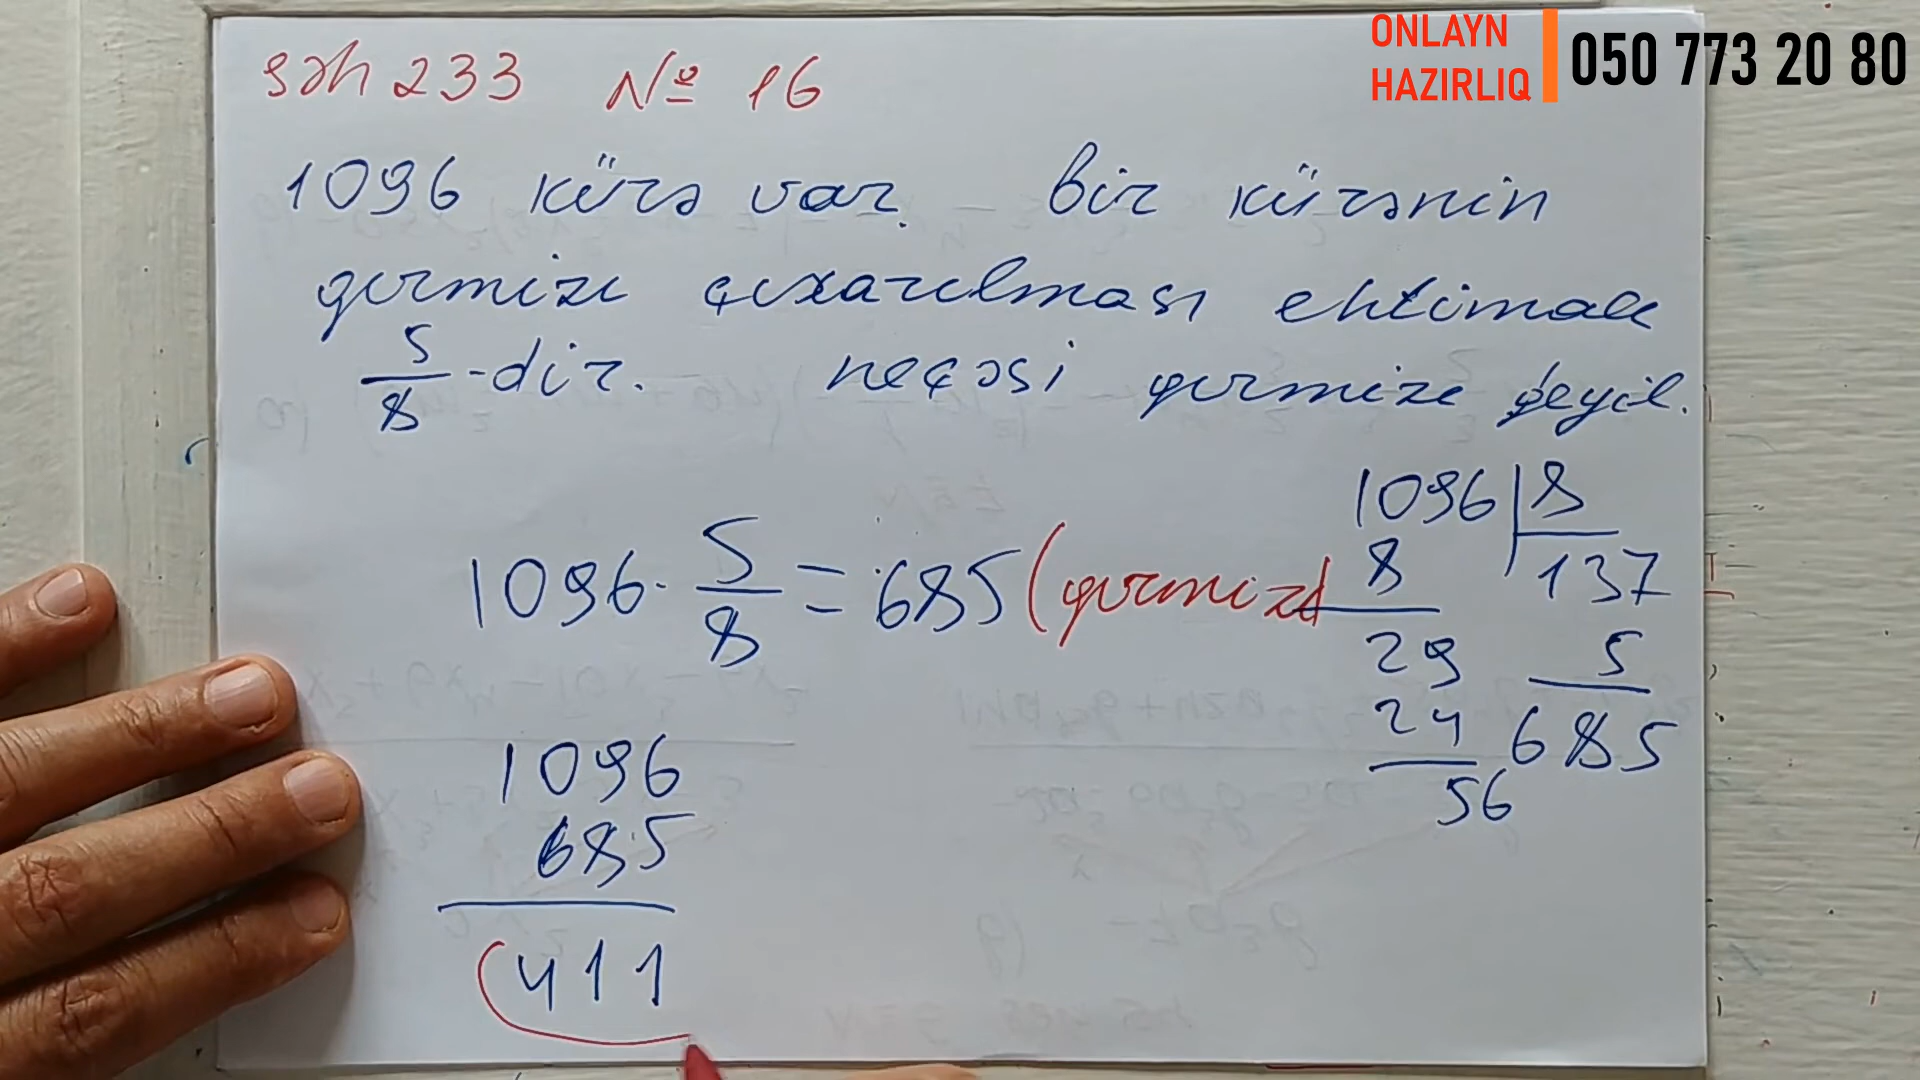 ONLAYN
HAZIRLIQ
050 773 20 80
səh 233 № 16
1096 kürə var. bir kürənin
qırmızı çıxarılması ehtimalı
5/8-dir. neçəsi qırmızı deyil.
1096 · 5/8 = 685 (qırmızı
1096 | 8
8 137
29 5
24 685
56
1096
685
411